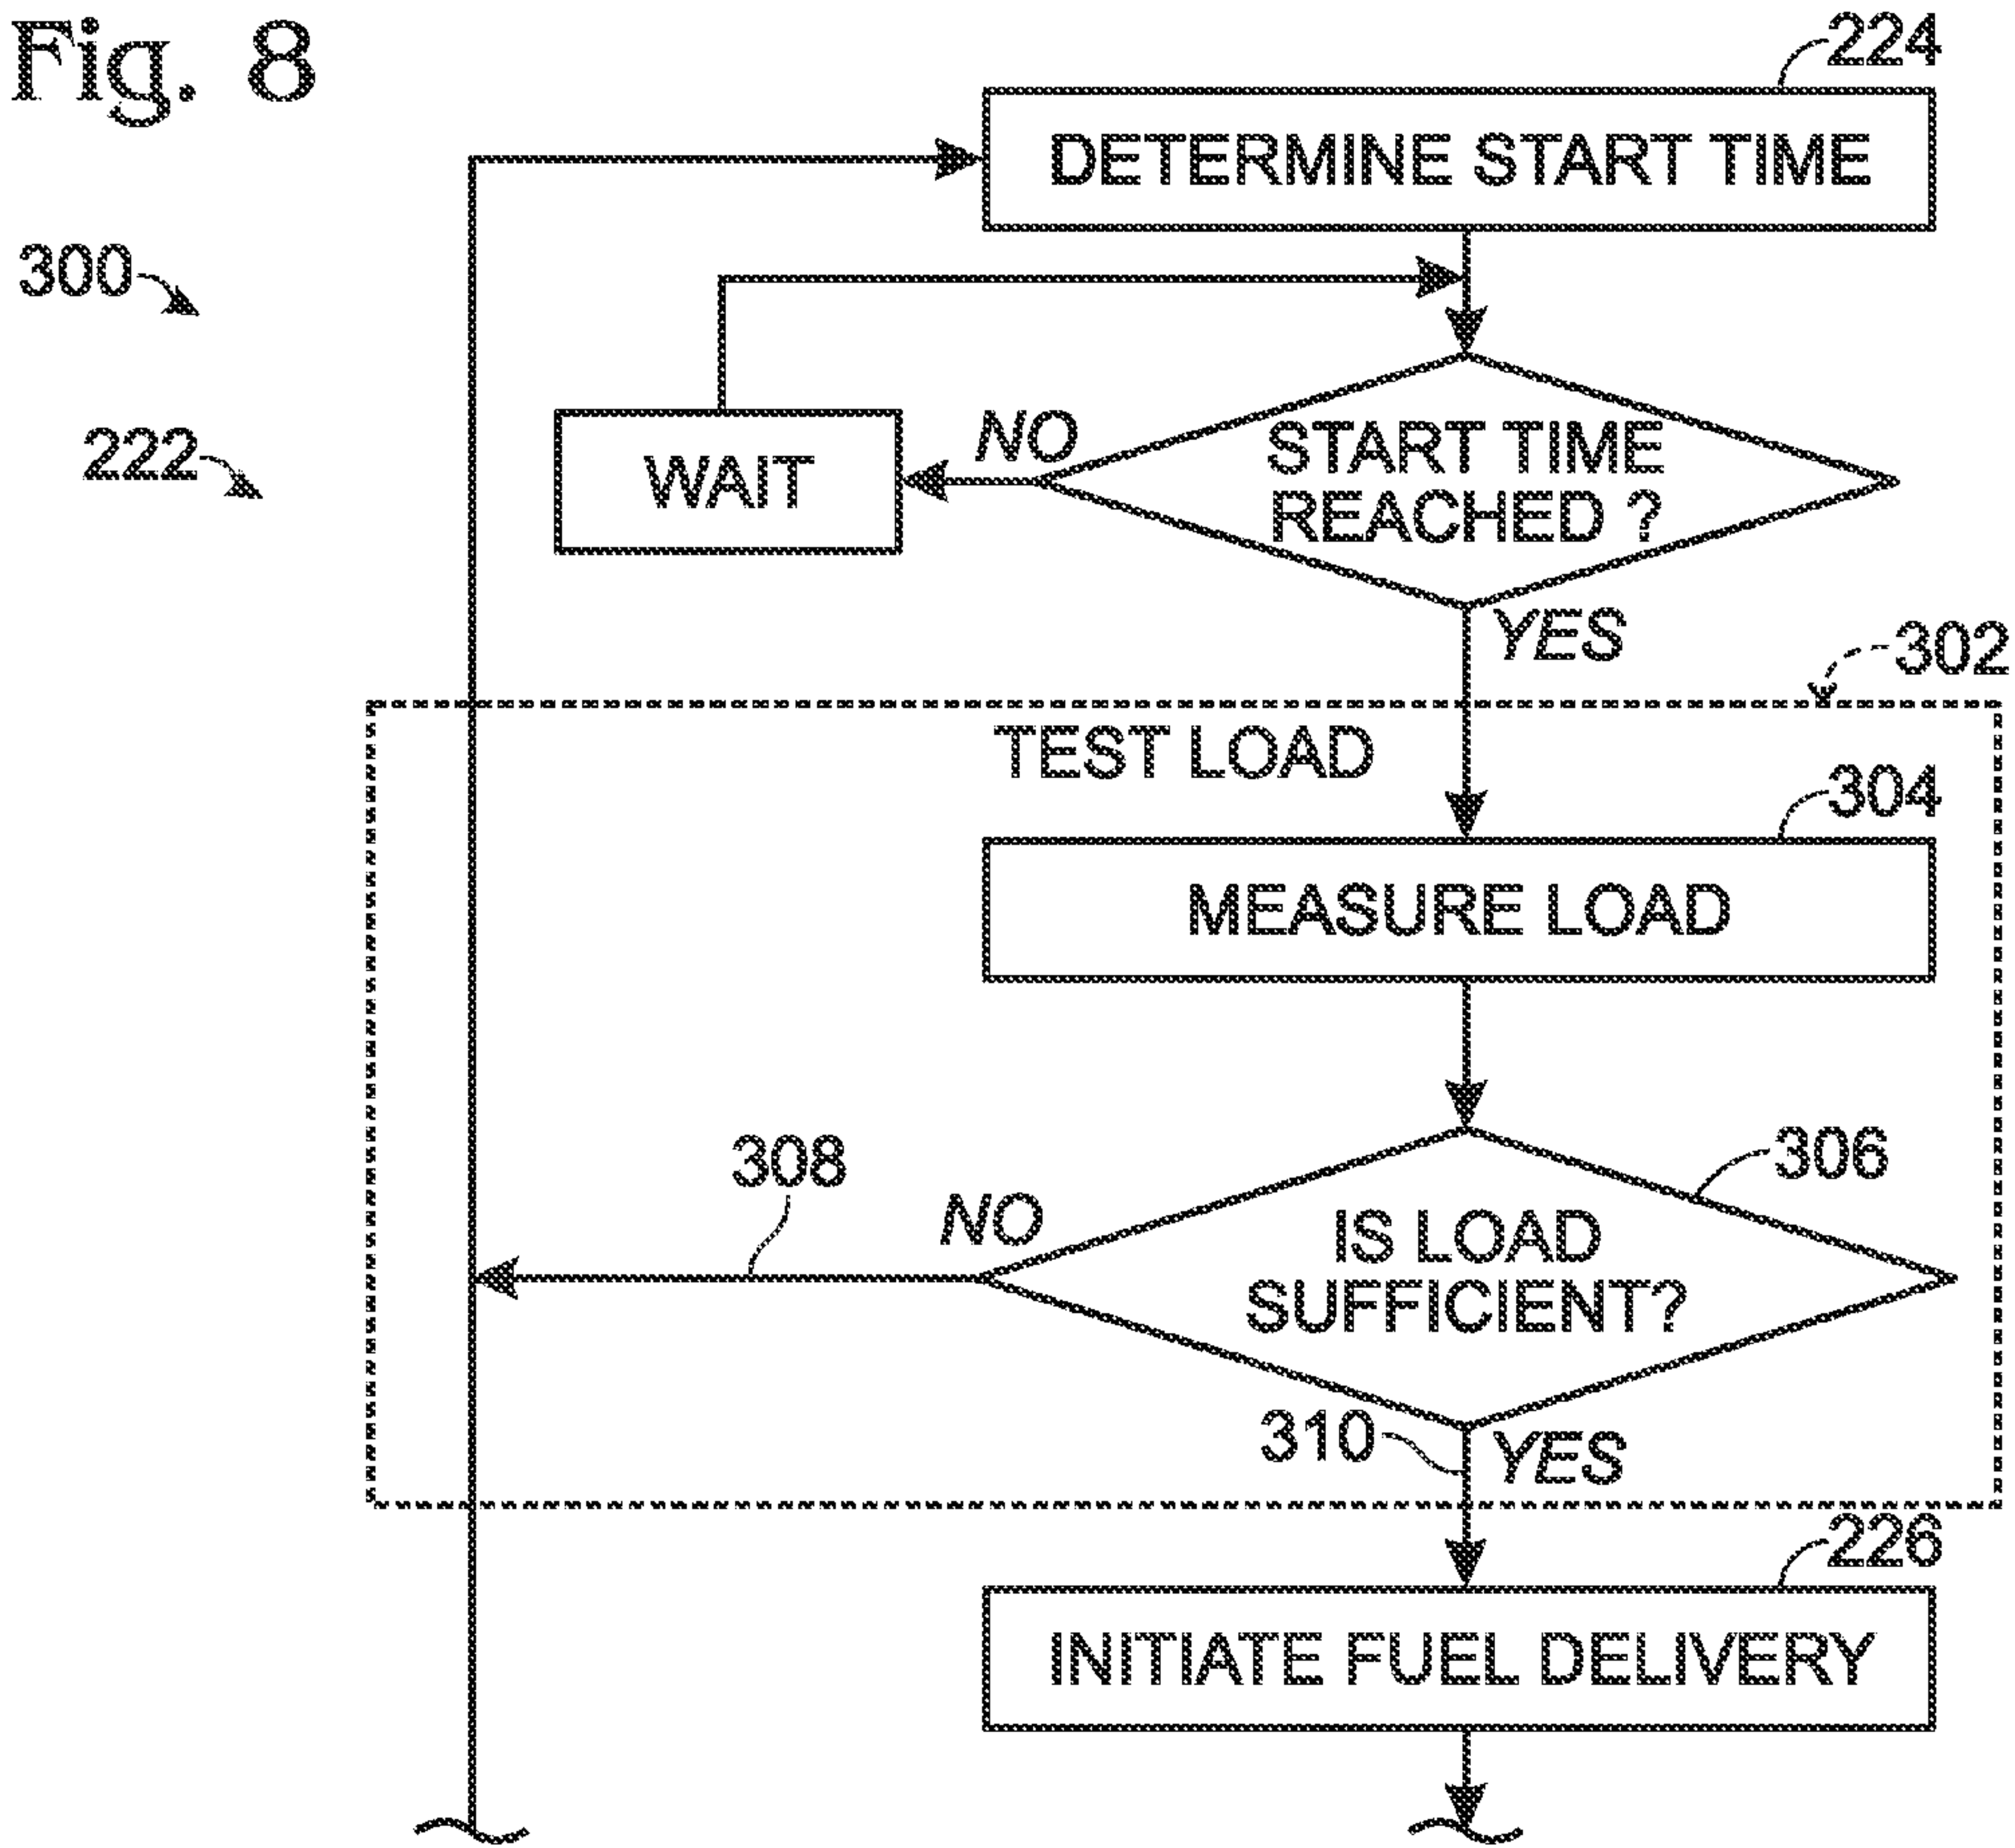 Fig. 8
224
DETERMINE START TIME
300
222
WAIT
NO
START TIME
REACHED ?
YES
302
TEST LOAD
304
MEASURE LOAD
308
NO
306
IS LOAD
SUFFICIENT?
310
YES
226
INITIATE FUEL DELIVERY